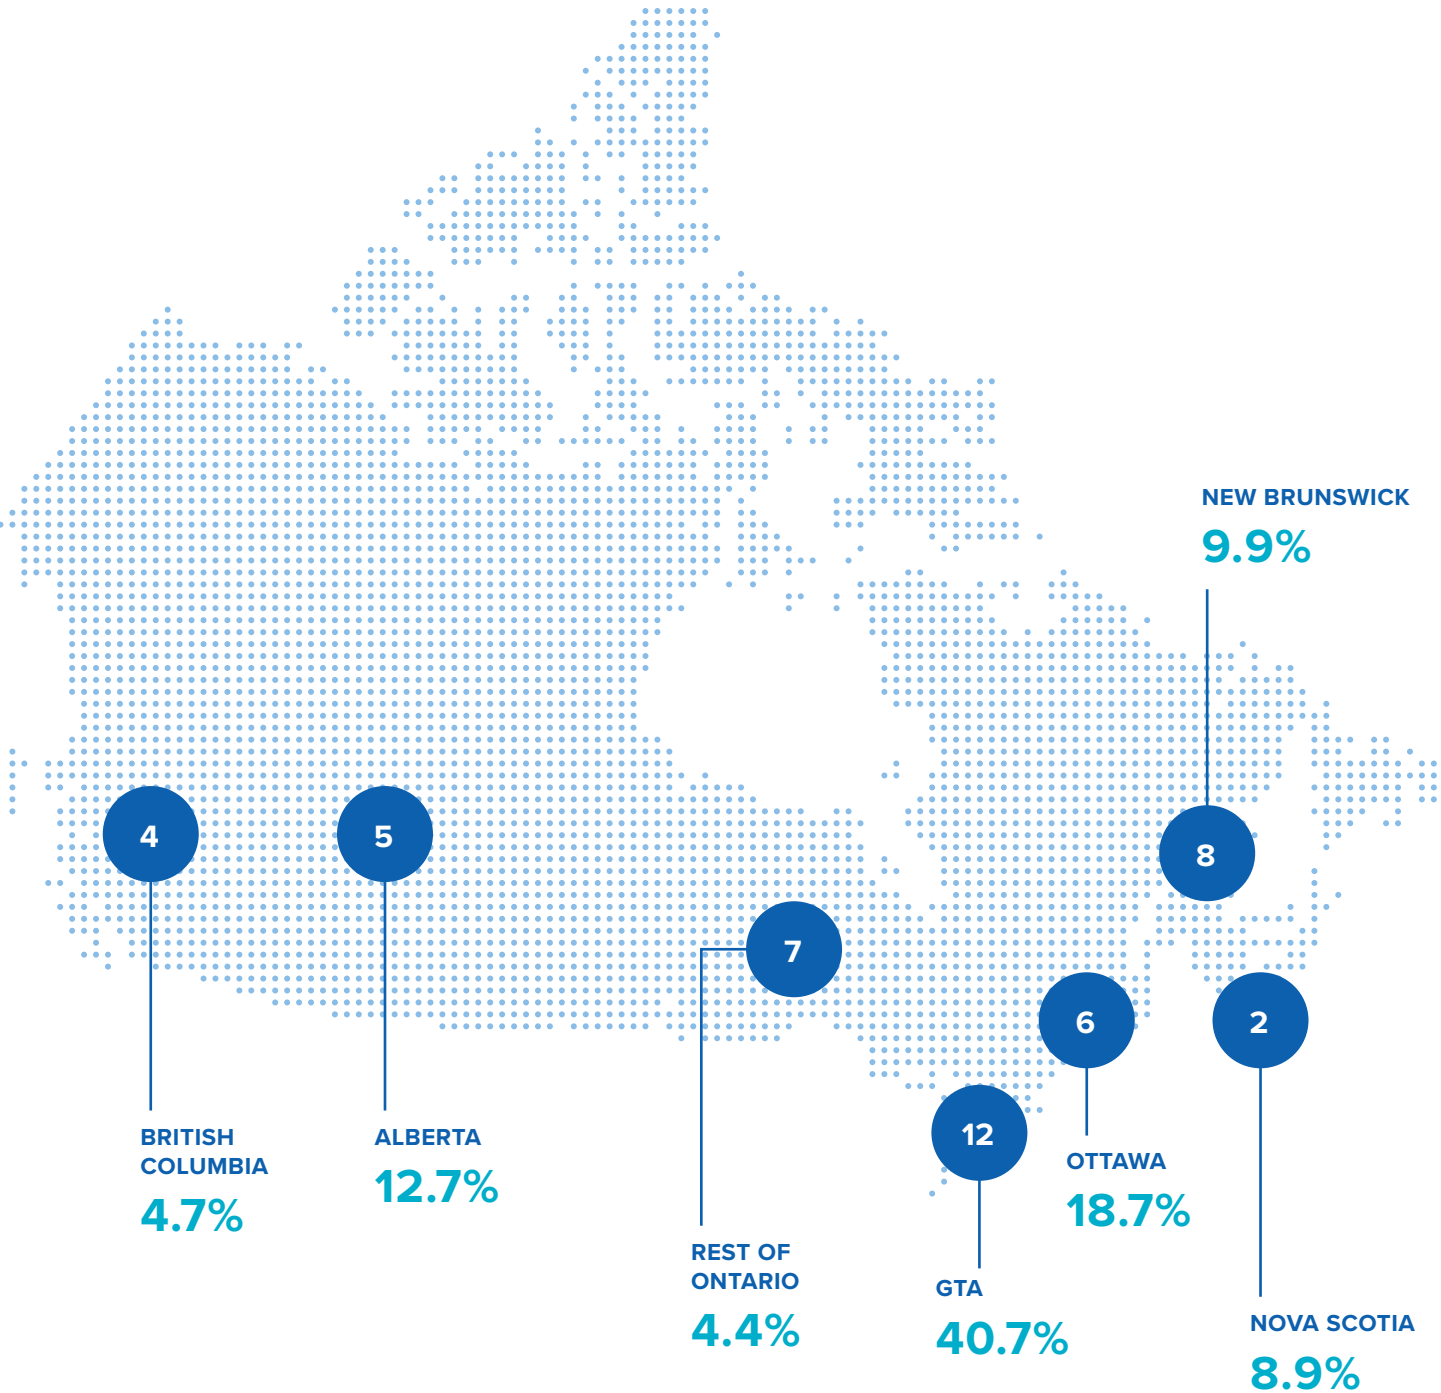 NEW BRUNSWICK
9.9%
4
5
8
7
6
2
12
BRITISH
COLUMBIA
4.7%
ALBERTA
12.7%
REST OF
ONTARIO
4.4%
GTA
40.7%
OTTAWA
18.7%
NOVA SCOTIA
8.9%